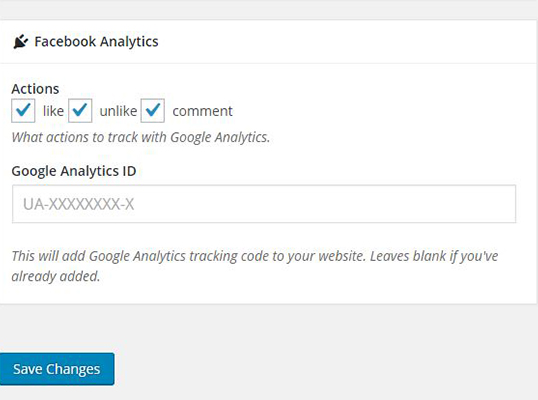 Facebook Analytics
Actions
like unlike comment
What actions to track with Google Analytics.
Google Analytics ID
UA-XXXXXXXX-X
This will add Google Analytics tracking code to your website. Leaves blank if you've
already added.
Save Changes